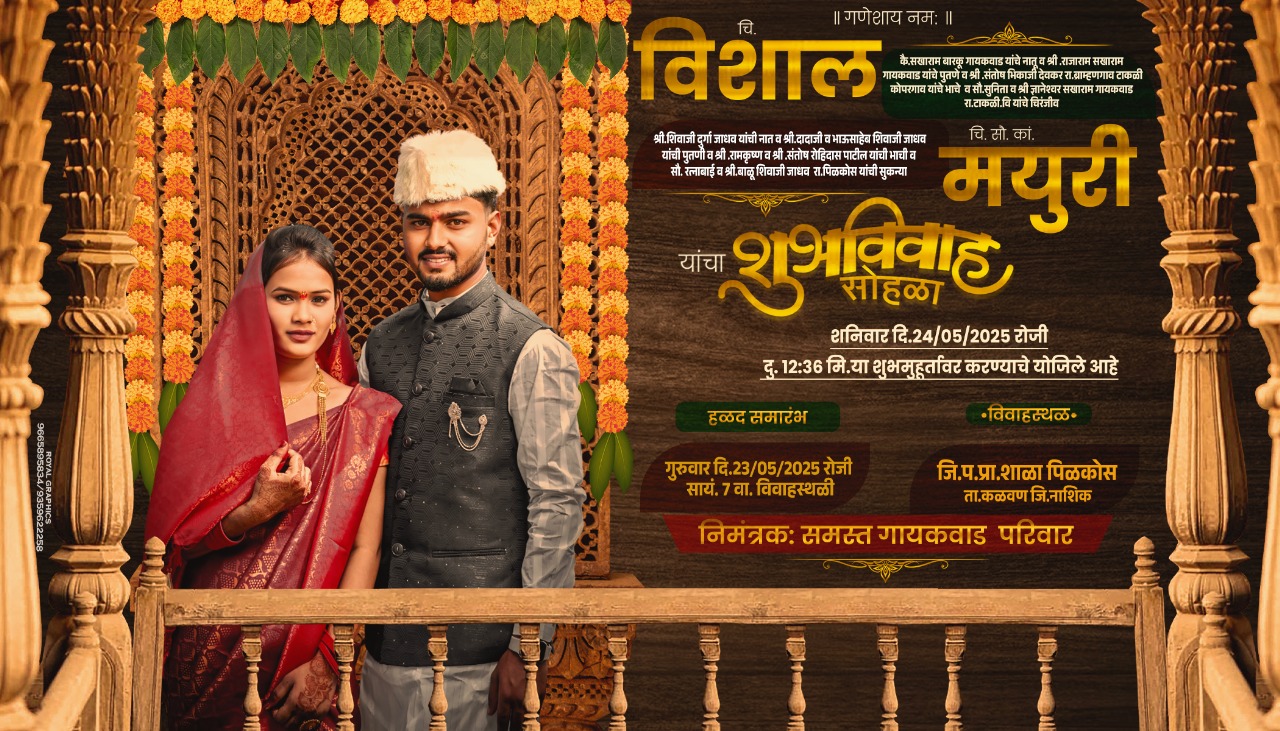 ॥ गणेशाय नम: ॥
चि.
विशाल
कै.सखाराम बारकू गायकवाड यांचे नातू व श्री .राजाराम सखाराम
गायकवाड यांचे पुतणे व श्री .संतोष भिकाजी देवकर रा.ब्राम्हणगाव टाकळी
कोपरगाव यांचे भाचे व सौ.सुनिता व श्री ज्ञानेश्वर सखाराम गायकवाड
रा.टाकळी.वि यांचे चिरंजीव
चि. सौ. कां.
मयुरी
श्री.शिवाजी दुर्गा जाधव यांची नात व श्री.दादाजी व भाऊसाहेब शिवाजी जाधव
यांची पुतणी व श्री .रामकृष्ण व श्री .संतोष रोहिदास पाटील यांची भाची व
सौ. रत्नाबाई व श्री.बाळू शिवाजी जाधव रा.पिळकोस यांची सुकन्या
यांचा शुभविवाह
सोहळा
शनिवार दि.24/05/2025 रोजी
दु. 12:36 मि.या शुभमुहूर्तावर करण्याचे योजिले आहे
हळद समारंभ
गुरुवार दि.23/05/2025 रोजी
सायं. 7 वा. विवाहस्थळी
•विवाहस्थळ•
जि.प.प्रा.शाळा पिळकोस
ता.कळवण जि.नाशिक
निमंत्रक: समस्त गायकवाड परिवार
ROYAL GRAPHICS
9665895834/9359622258